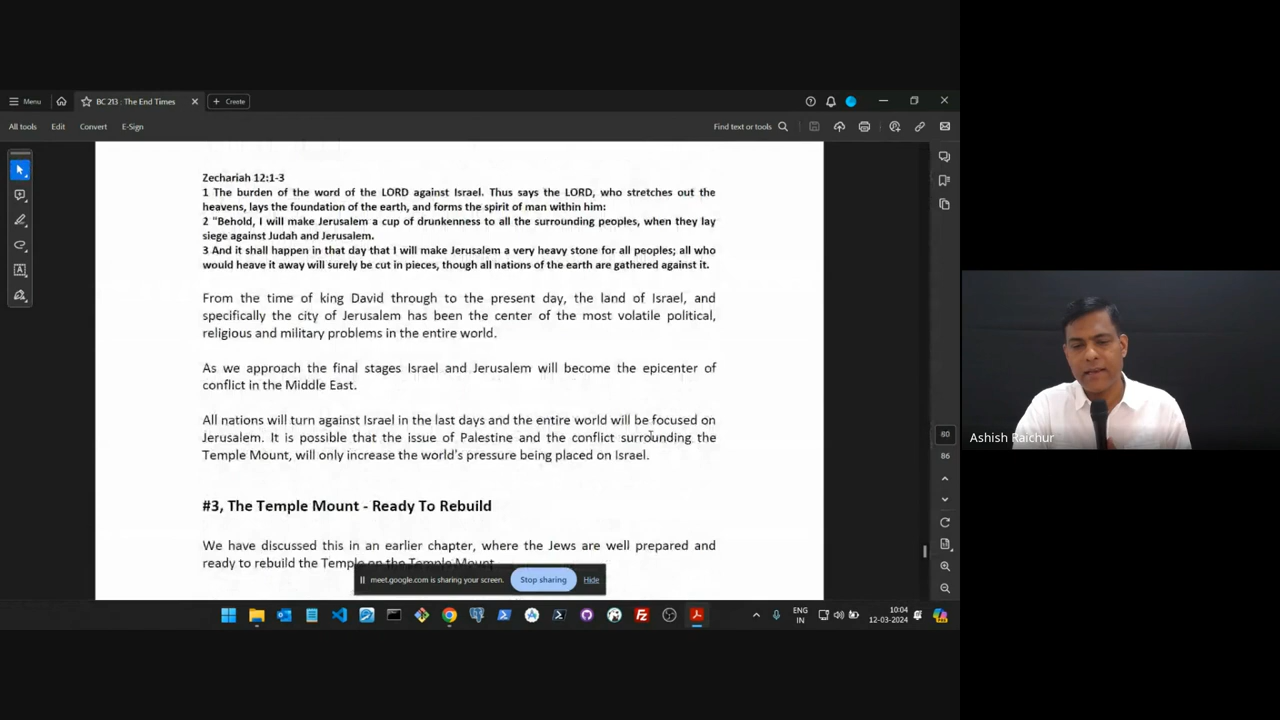 Menu
BC 213 : The End Times
Create
All tools
Edit
Convert
E-Sign
Find text or tools
Zechariah 12:1-3
1 The burden of the word of the LORD against Israel. Thus says the LORD, who stretches out the
heavens, lays the foundation of the earth, and forms the spirit of man within him:
2 "Behold, I will make Jerusalem a cup of drunkenness to all the surrounding peoples, when they lay
siege against Judah and Jerusalem.
3 And it shall happen in that day that I will make Jerusalem a very heavy stone for all peoples; all who
would heave it away will surely be cut in pieces, though all nations of the earth are gathered against it.
From the time of king David through to the present day, the land of Israel, and
specifically the city of Jerusalem has been the center of the most volatile political,
religious and military problems in the entire world.
As we approach the final stages Israel and Jerusalem will become the epicenter of
conflict in the Middle East.
All nations will turn against Israel in the last days and the entire world will be focused on
Jerusalem. It is possible that the issue of Palestine and the conflict surrounding the
Temple Mount, will only increase the world's pressure being placed on Israel.
#3, The Temple Mount - Ready To Rebuild
We have discussed this in an earlier chapter, where the Jews are well prepared and
ready to rebuild the Temple on the Temple Mount
80
86
meet.google.com is sharing your screen.
Stop sharing
Hide
ENG
IN
10:04
12-03-2024
Ashish Raichur